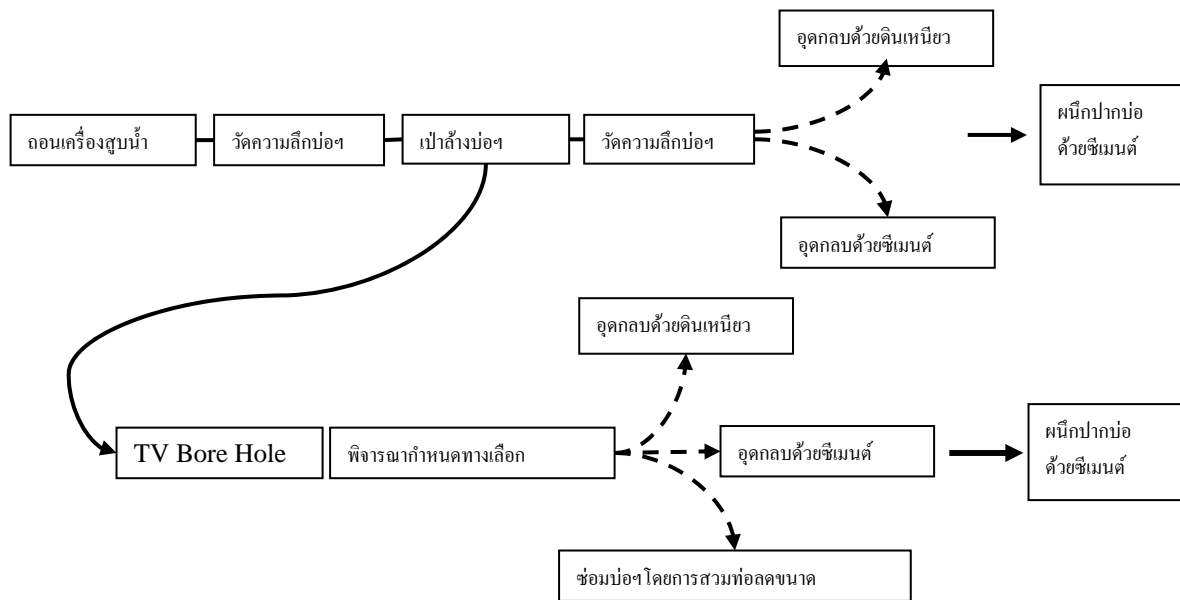 อุดกลบด้วยดินเหนียว
ถอนเครื่องสูบน้ำ
วัดความลึกบ่อฯ
เป่าล้างบ่อฯ
วัดความลึกบ่อฯ
ผนึกปากบ่อ
ด้วยซีเมนต์
อุดกลบด้วยซีเมนต์
อุดกลบด้วยดินเหนียว
TV Bore Hole
พิจารณากำหนดทางเลือก
อุดกลบด้วยซีเมนต์
ผนึกปากบ่อ
ด้วยซีเมนต์
ซ่อมบ่อฯ โดยการสวมท่อลดขนาด